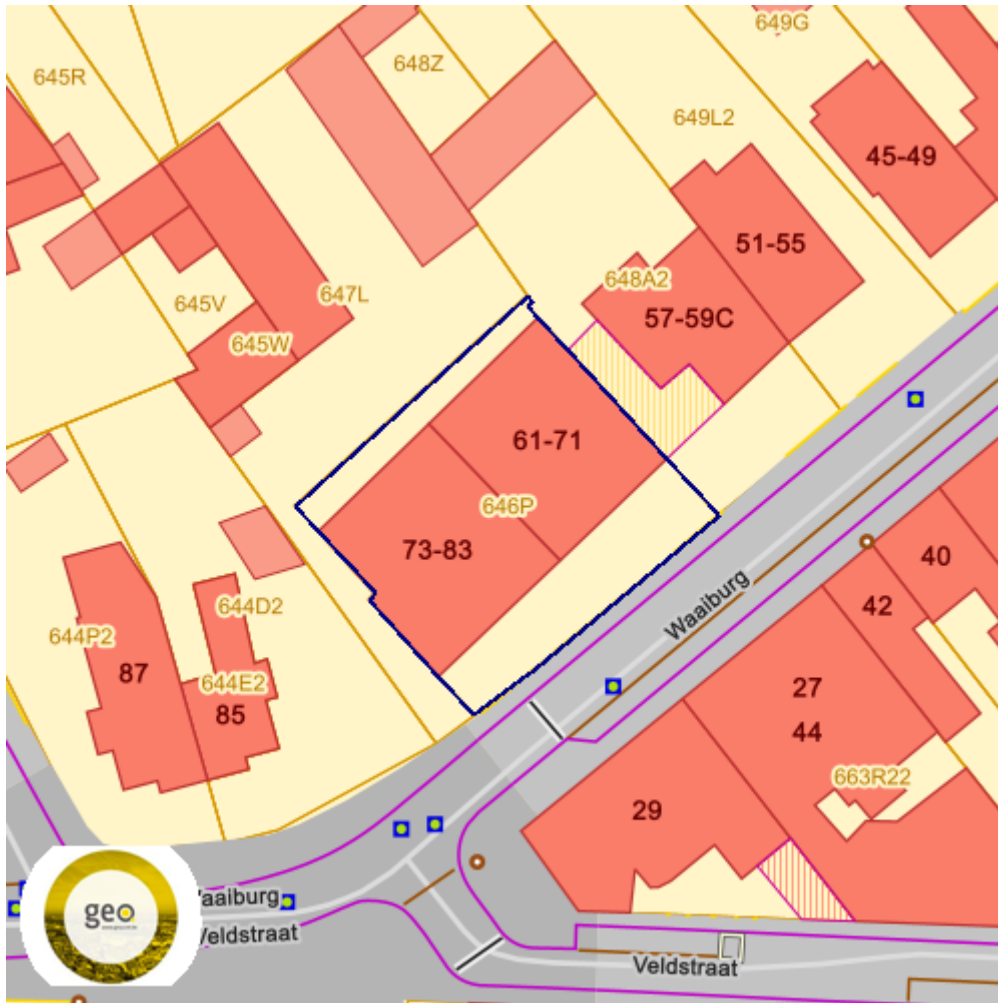 649G
648Z
645R
649L2
45-49
51-55
648A2
647L
645V
57-59C
645W
61-71
646P
73-83
40
Waaiburg
42
644D2
644P2
87
644E2
27
85
44
663R22
29
geo
Waaiburg
Veldstraat
Veldstraat